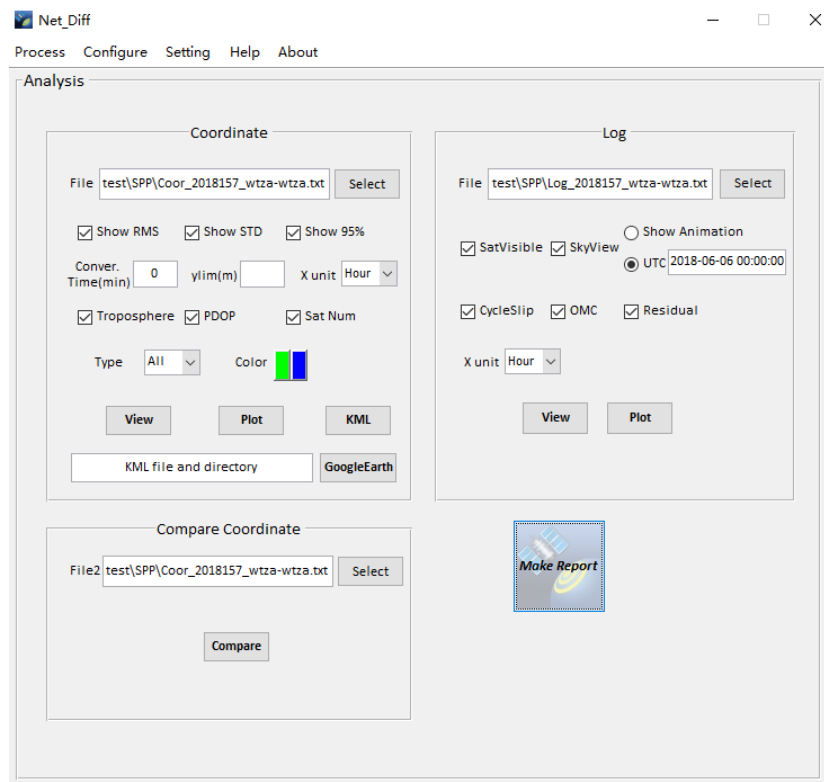 Net_Diff
Process Configure Setting Help About
Analysis
Coordinate
File test\SPP\Coor_2018157_wtza-wtza.txt Select
Show RMS Show STD Show 95%
Conver.
Time(min) 0 ylim(m) X unit Hour
Troposphere PDOP Sat Num
Type All Color
View Plot KML
KML file and directory GoogleEarth
Log
File test\SPP\Log_2018157_wtza-wtza.txt Select
Show Animation
SatVisible SkyView
UTC 2018-06-06 00:00:00
CycleSlip OMC Residual
X unit Hour
View Plot
Compare Coordinate
File2 test\SPP\Coor_2018157_wtza-wtza.txt Select
Compare
Make Report